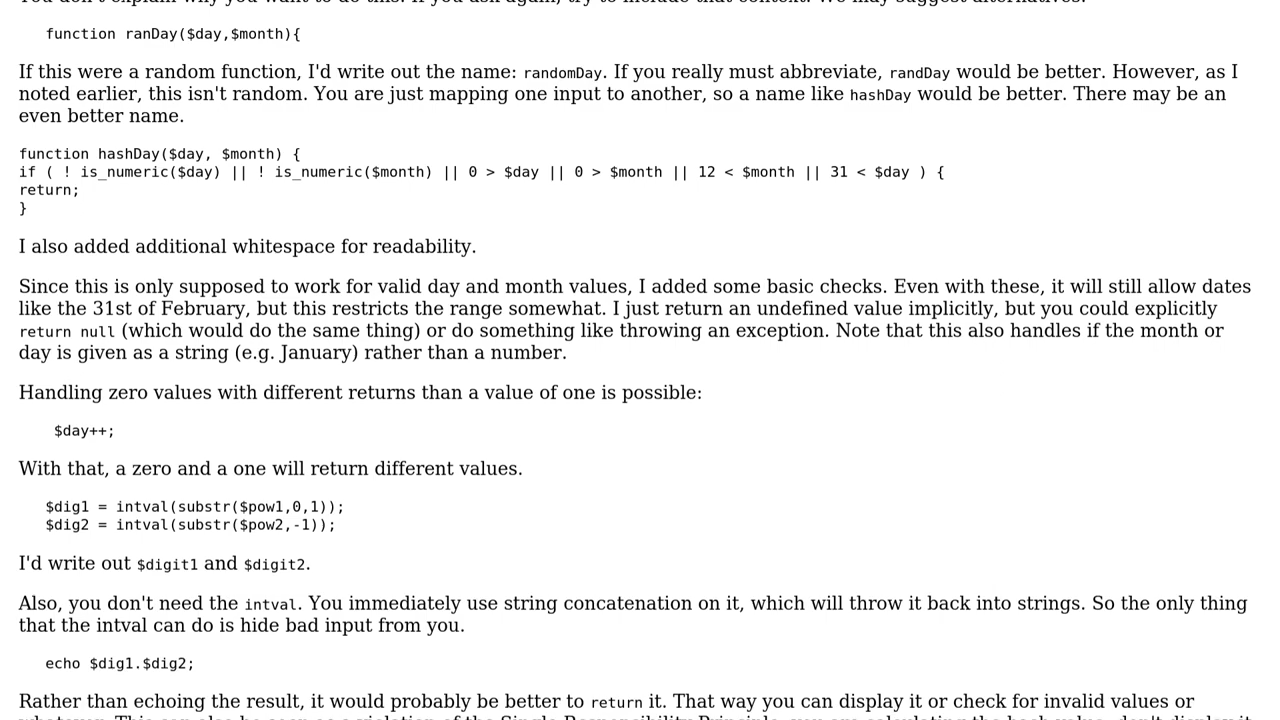 function ranDay($day,$month){
If this were a random function, I'd write out the name: randomDay. If you really must abbreviate, randDay would be better. However, as I
noted earlier, this isn't random. You are just mapping one input to another, so a name like hashDay would be better. There may be an
even better name.
function hashDay($day, $month) {
if ( ! is_numeric($day) || ! is_numeric($month) || 0 > $day || 0 > $month || 12 < $month || 31 < $day ) {
return;
}
I also added additional whitespace for readability.
Since this is only supposed to work for valid day and month values, I added some basic checks. Even with these, it will still allow dates
like the 31st of February, but this restricts the range somewhat. I just return an undefined value implicitly, but you could explicitly
return null (which would do the same thing) or do something like throwing an exception. Note that this also handles if the month or
day is given as a string (e.g. January) rather than a number.
Handling zero values with different returns than a value of one is possible:
$day++;
With that, a zero and a one will return different values.
$dig1 = intval(substr($pow1,0,1));
$dig2 = intval(substr($pow2,-1));
I'd write out $digit1 and $digit2.
Also, you don't need the intval. You immediately use string concatenation on it, which will throw it back into strings. So the only thing
that the intval can do is hide bad input from you.
echo $dig1.$dig2;
Rather than echoing the result, it would probably be better to return it. That way you can display it or check for invalid values or